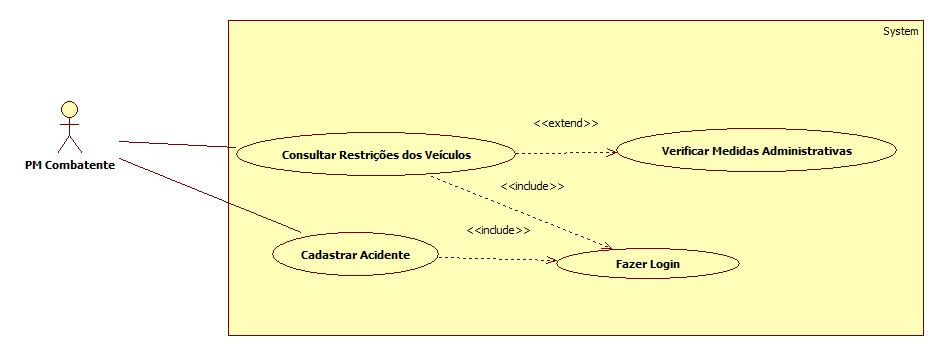 System
<<extend>>
PM Combatente
Consultar Restrições dos Veículos
Verificar Medidas Administrativas
<<include>>
<<include>>
Cadastrar Acidente
Fazer Login